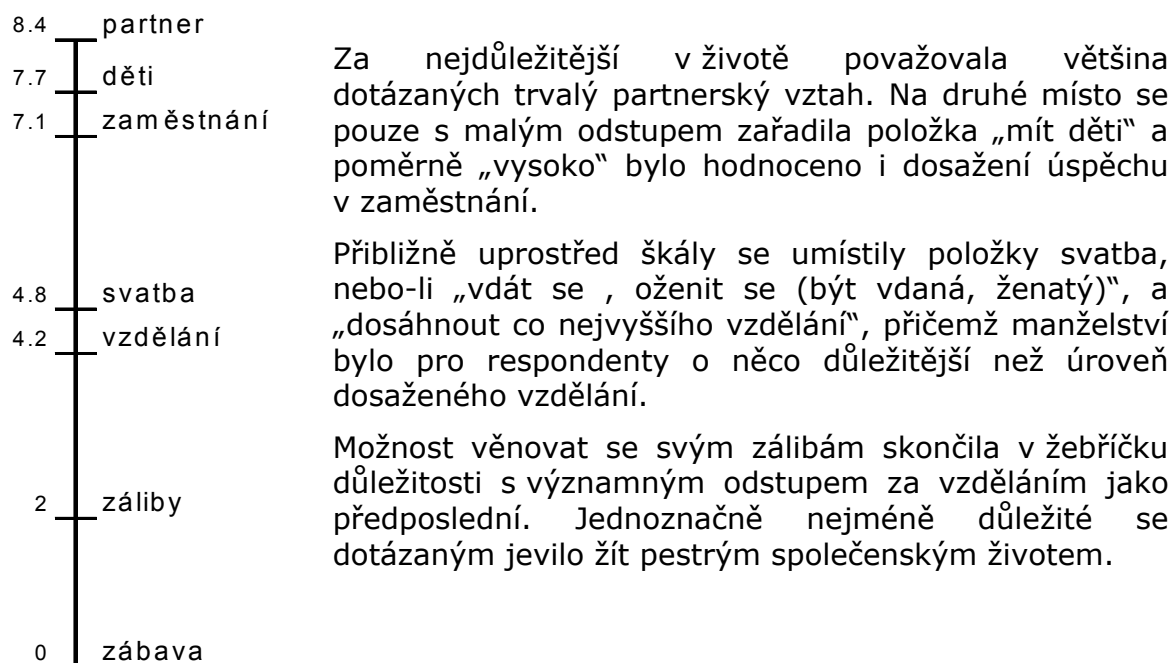 8.4 partner
7.7 děti
7.1 zaměstnání
4.8 svatba
4.2 vzdělání
2 záliby
0 zábava
Za nejdůležitější v životě považovala většina
dotázaných trvalý partnerský vztah. Na druhé místo se
pouze s malým odstupem zařadila položka „mít děti“ a
poměrně „vysoko“ bylo hodnoceno i dosažení úspěchu
v zaměstnání.
Přibližně uprostřed škály se umístily položky svatba,
nebo-li „vdát se , oženit se (být vdaná, ženatý)“, a
„dosáhnout co nejvyššího vzdělání“, přičemž manželství
bylo pro respondenty o něco důležitější než úroveň
dosaženého vzdělání.
Možnost věnovat se svým zálibám skončila v žebříčku
důležitosti s významným odstupem za vzděláním jako
předposlední. Jednoznačně nejméně důležité se
dotázaným jevilo žít pestrým společenským životem.